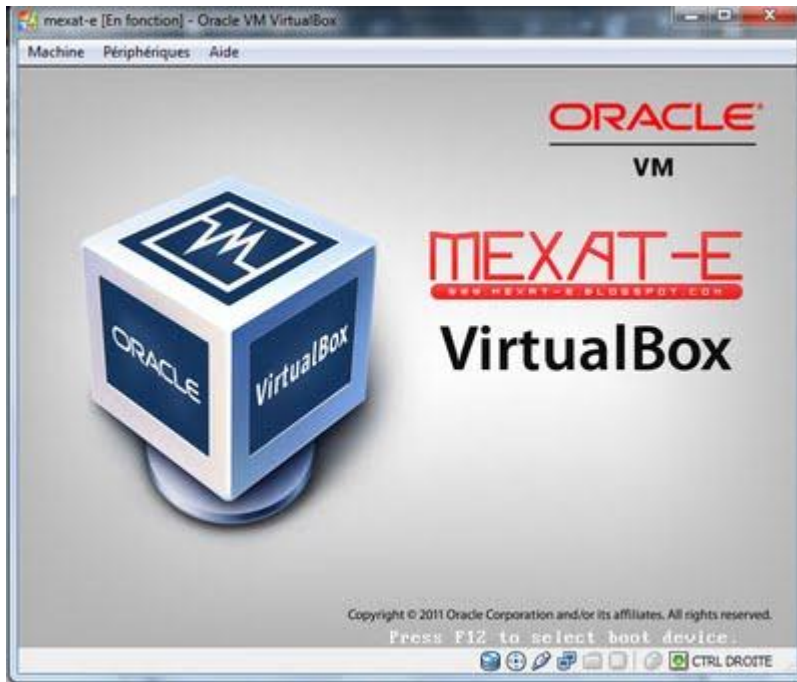 mexat-e [En fonction] - Oracle VM VirtualBox
Machine Périphériques Aide
ORACLE
VM
MEXAT-E
WWW.MEXAT-E.BLOGSPOT.COM
VirtualBox
ORACLE
VirtualBox
Copyright © 2011 Oracle Corporation and/or its affiliates. All rights reserved.
Press F12 to select boot device.
CTRL DROITE